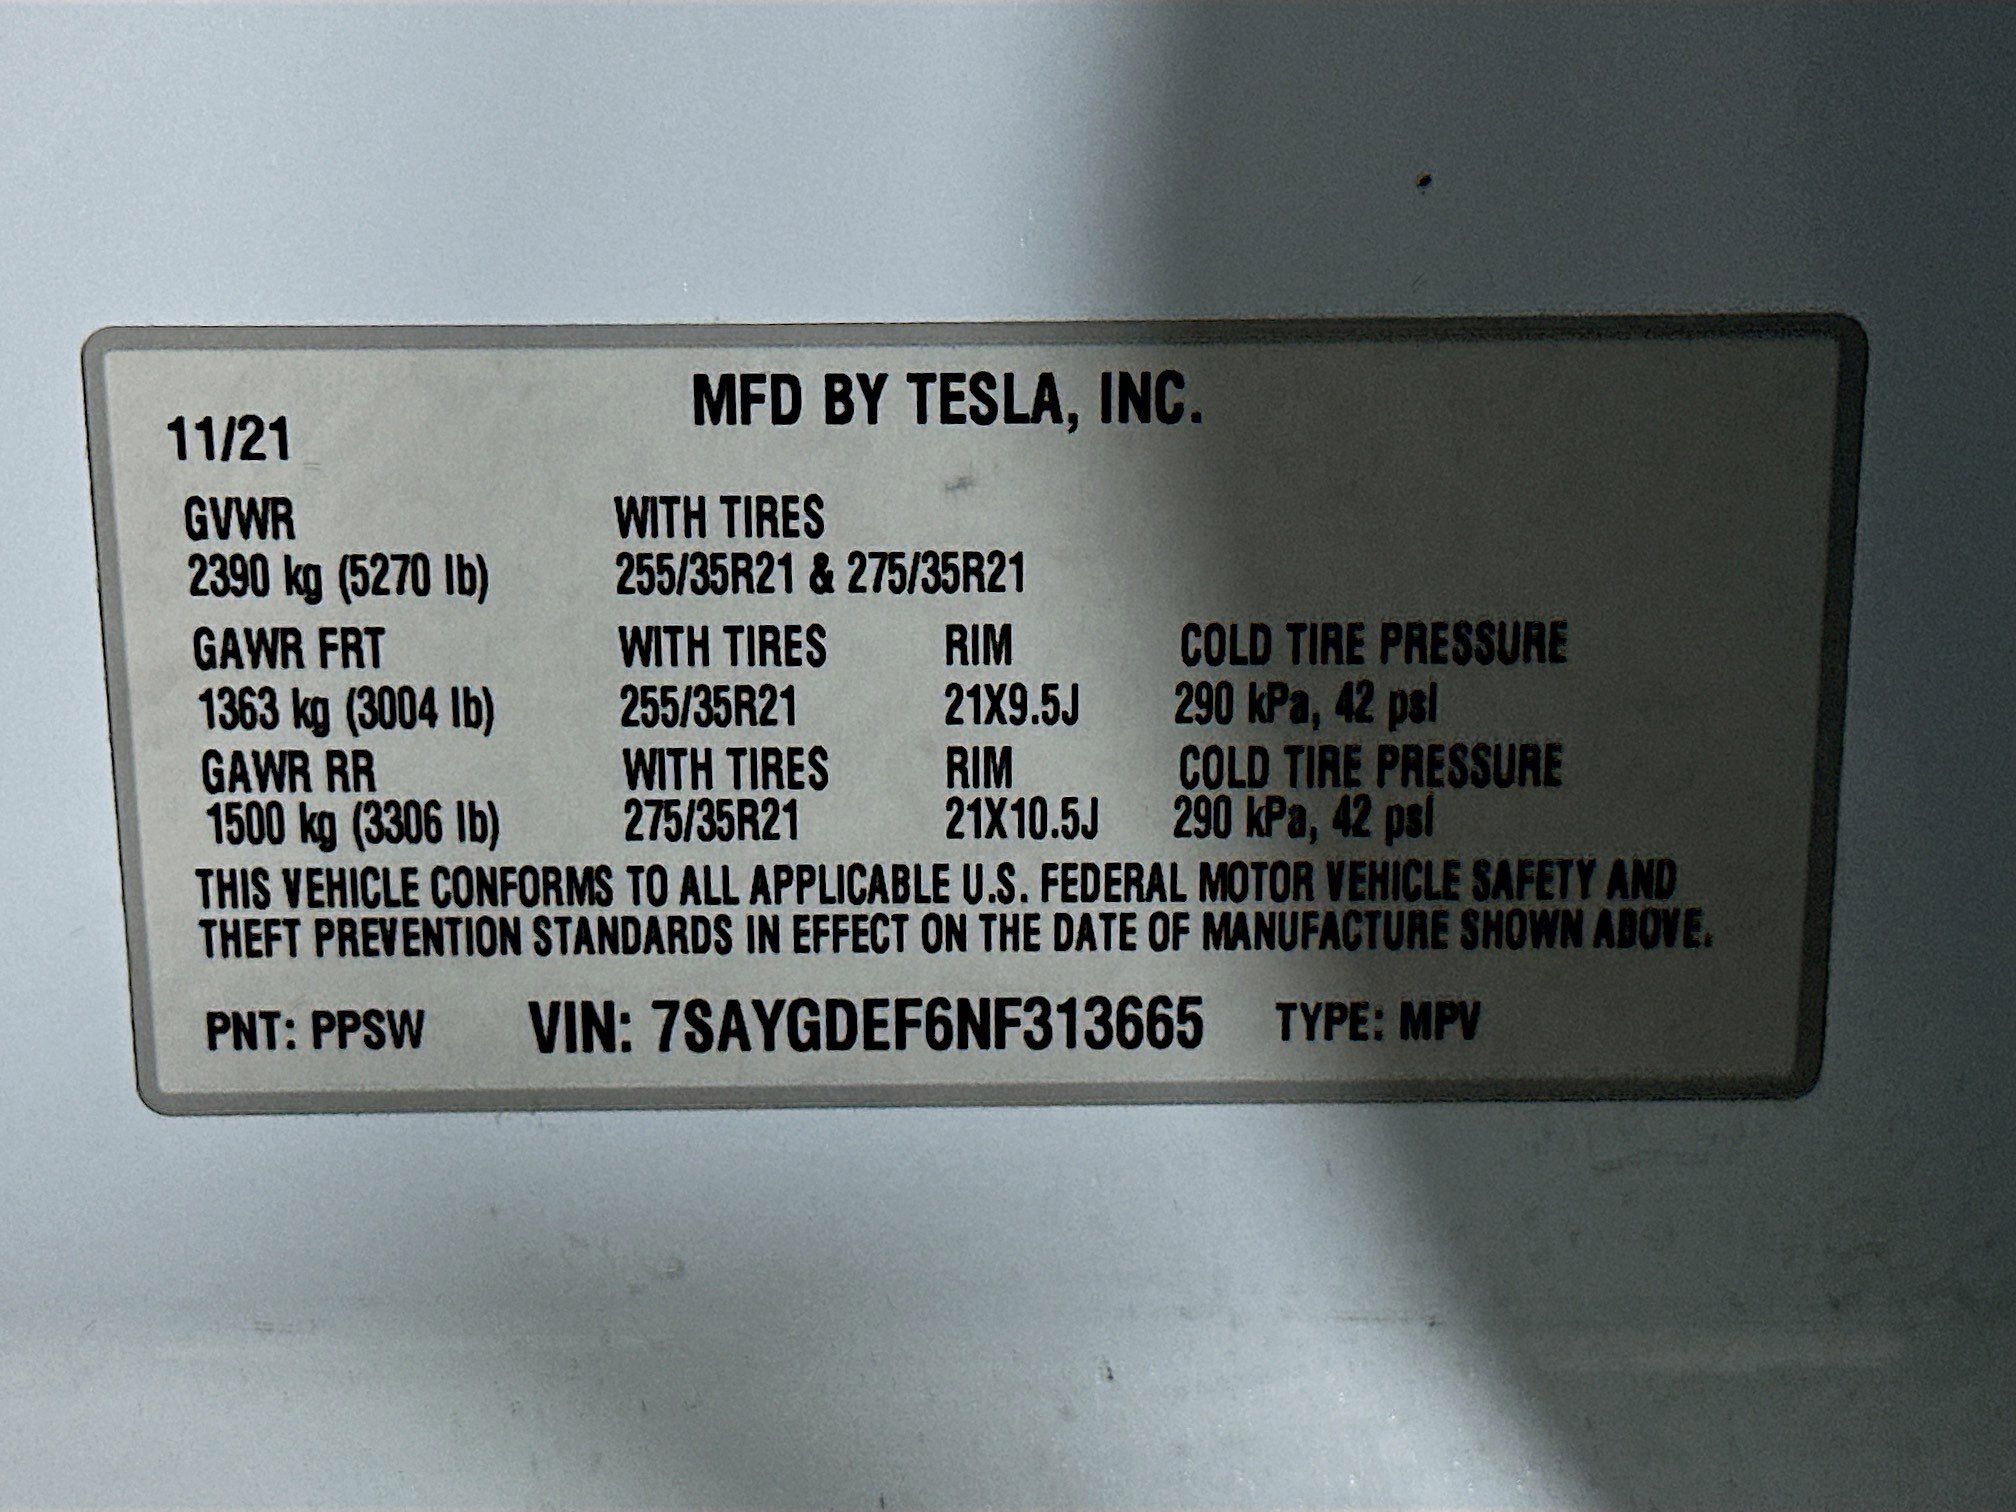 MFD BY TESLA, INC.
11/21
GVWR WITH TIRES
2390 kg (5270 lb) 255/35R21 & 275/35R21
GAWR FRT WITH TIRES RIM COLD TIRE PRESSURE
1363 kg (3004 lb) 255/35R21 21X9.5J 290 kPa, 42 psi
GAWR RR WITH TIRES RIM COLD TIRE PRESSURE
1500 kg (3306 lb) 275/35R21 21X10.5J 290 kPa, 42 psi
THIS VEHICLE CONFORMS TO ALL APPLICABLE U.S. FEDERAL MOTOR VEHICLE SAFETY AND
THEFT PREVENTION STANDARDS IN EFFECT ON THE DATE OF MANUFACTURE SHOWN ABOVE.
PNT: PPSW VIN: 7SAYGDEF6NF313665 TYPE: MPV